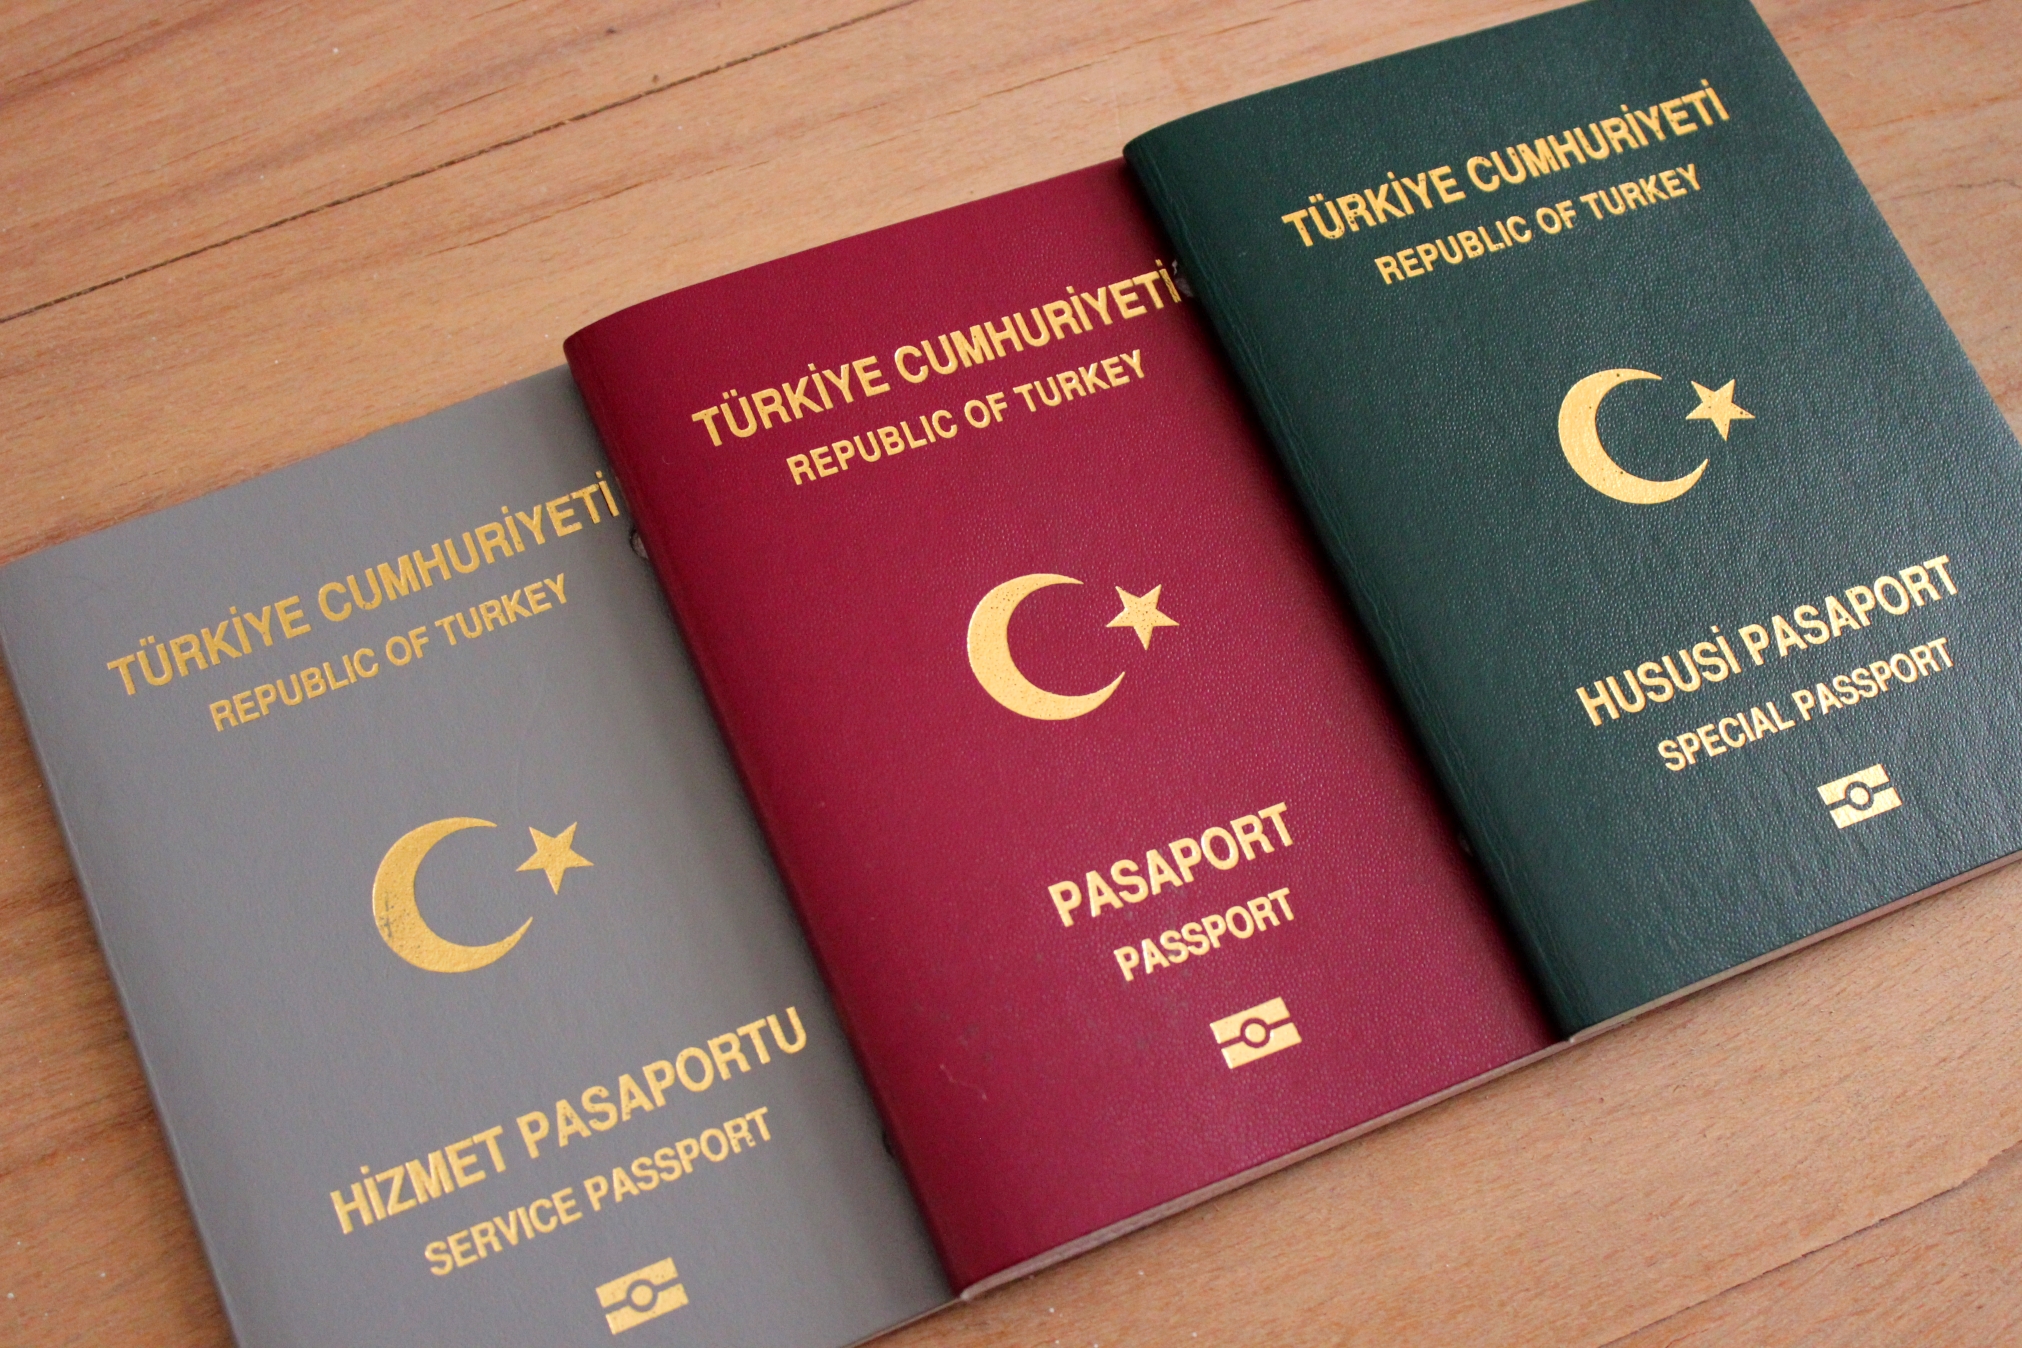 TÜRKİYE CUMHURİYETİ
REPUBLIC OF TURKEY
HİZMET PASAPORTU
SERVICE PASSPORT
TÜRKİYE CUMHURİYETİ
REPUBLIC OF TURKEY
PASAPORT
PASSPORT
TÜRKİYE CUMHURİYETİ
REPUBLIC OF TURKEY
HUSUSİ PASAPORT
SPECIAL PASSPORT